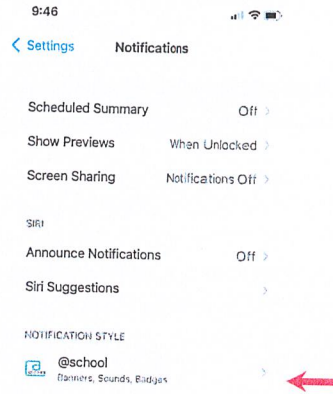 9:46
Settings Notifications
Scheduled Summary Off
Show Previews When Unlocked
Screen Sharing Notifications Off
SIRI
Announce Notifications Off
Siri Suggestions
NOTIFICATION STYLE
@school
Banners, Sounds, Badges